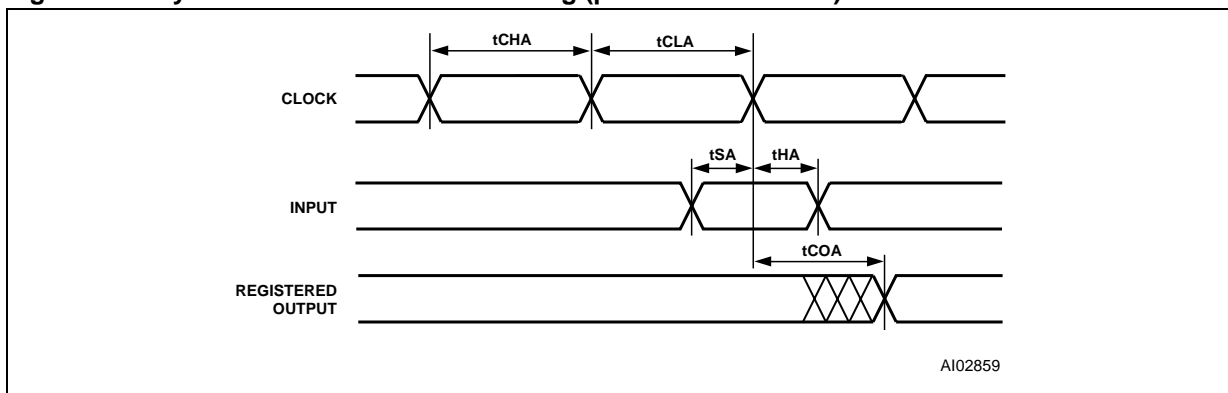 tCHA
tCLA
CLOCK
tSA
tHA
INPUT
tCOA
REGISTERED
OUTPUT
AI02859